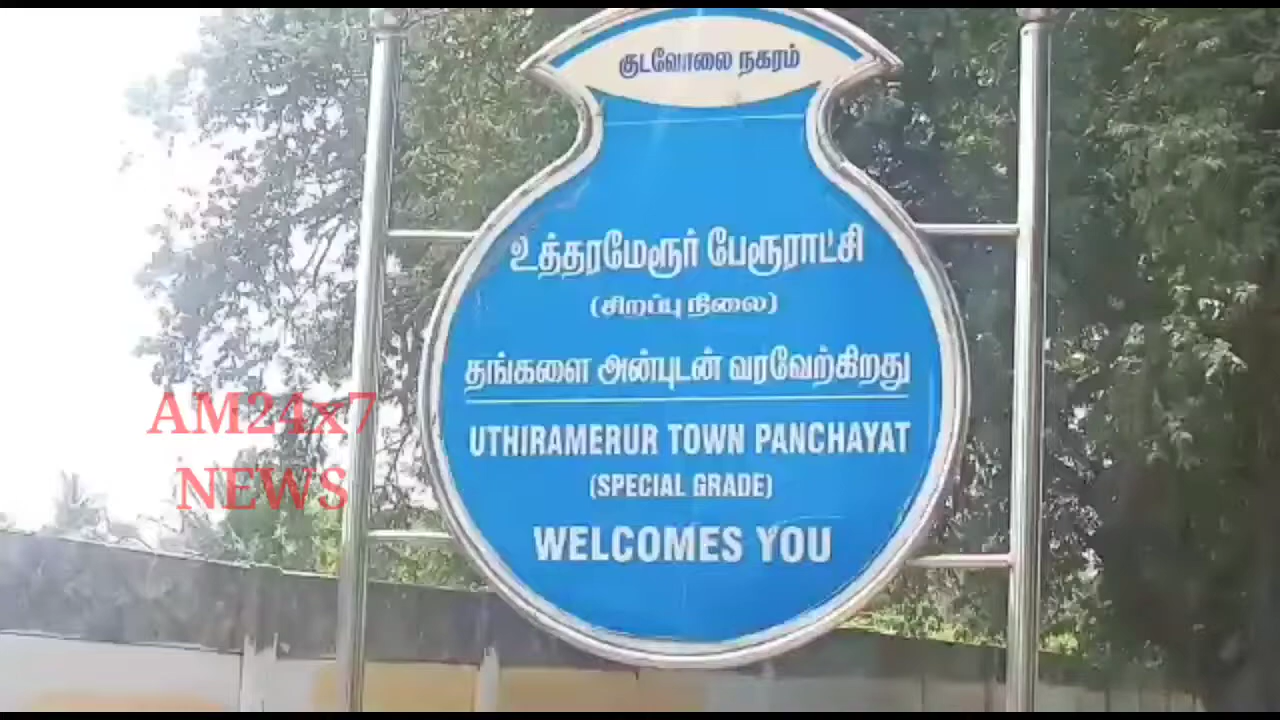 குடவோலை நகரம்
உத்தரமேரூர் பேரூராட்சி
(சிறப்பு நிலை)
தங்களை அன்புடன் வரவேற்கிறது
UTHIRAMERUR TOWN PANCHAYAT
(SPECIAL GRADE)
WELCOMES YOU
AM24x7
NEWS